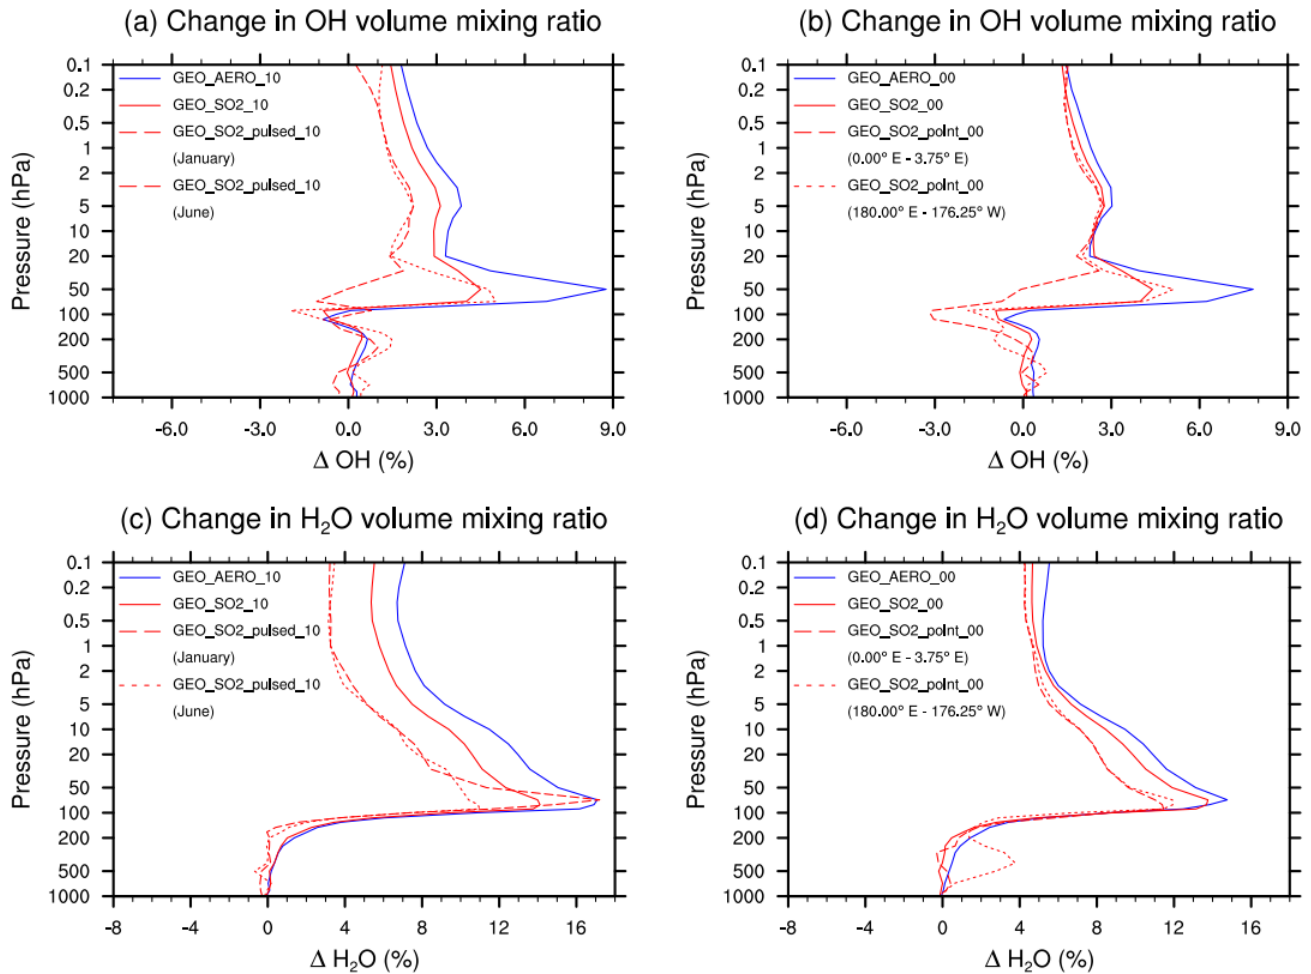 (a) Change in OH volume mixing ratio
0.1
0.2
0.5
1
2
5
10
20
50
100
200
500
1000
Pressure (hPa)
GEO_AERO_10
GEO_SO2_10
GEO_SO2_pulsed_10
(January)
GEO_SO2_pulsed_10
(June)
-6.0 -3.0 0.0 3.0 6.0 9.0
Δ OH (%)
(b) Change in OH volume mixing ratio
0.1
0.2
0.5
1
2
5
10
20
50
100
200
500
1000
Pressure (hPa)
GEO_AERO_00
GEO_SO2_00
GEO_SO2_point_00
(0.00° E - 3.75° E)
GEO_SO2_point_00
(180.00° E - 176.25° W)
-6.0 -3.0 0.0 3.0 6.0 9.0
Δ OH (%)
(c) Change in H₂O volume mixing ratio
0.1
0.2
0.5
1
2
5
10
20
50
100
200
500
1000
Pressure (hPa)
GEO_AERO_10
GEO_SO2_10
GEO_SO2_pulsed_10
(January)
GEO_SO2_pulsed_10
(June)
-8 -4 0 4 8 12 16
Δ H₂O (%)
(d) Change in H₂O volume mixing ratio
0.1
0.2
0.5
1
2
5
10
20
50
100
200
500
1000
Pressure (hPa)
GEO_AERO_00
GEO_SO2_00
GEO_SO2_point_00
(0.00° E - 3.75° E)
GEO_SO2_point_00
(180.00° E - 176.25° W)
-8 -4 0 4 8 12 16
Δ H₂O (%)